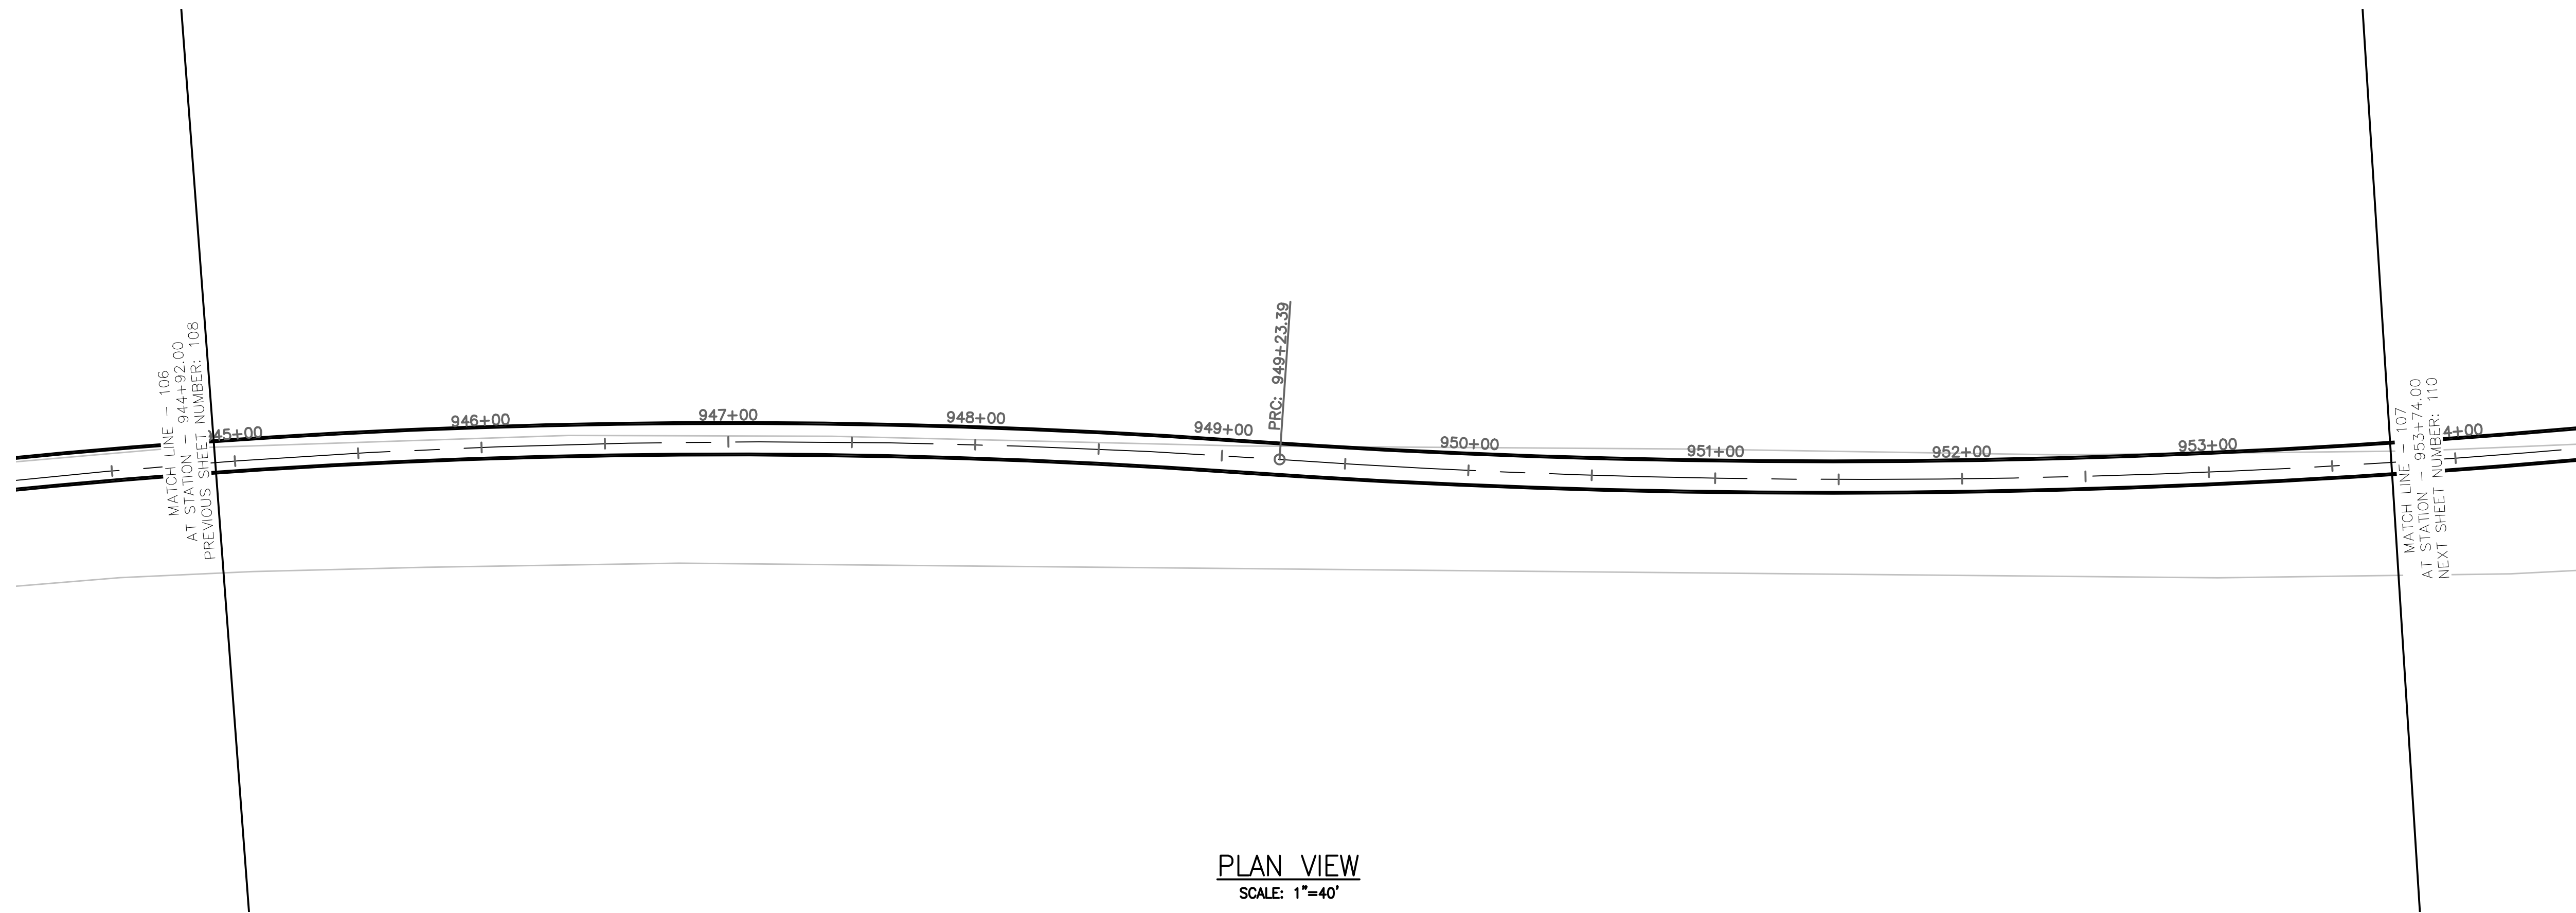 MATCH LINE - 106
AT STATION - 944+92.00
PREVIOUS SHEET NUMBER: 108
45+00
946+00
947+00
948+00
949+00
PRC: 949+23.39
950+00
951+00
952+00
953+00
MATCH LINE - 107
AT STATION - 953+74.00
NEXT SHEET NUMBER: 110
4+00
PLAN VIEW
SCALE: 1"=40'